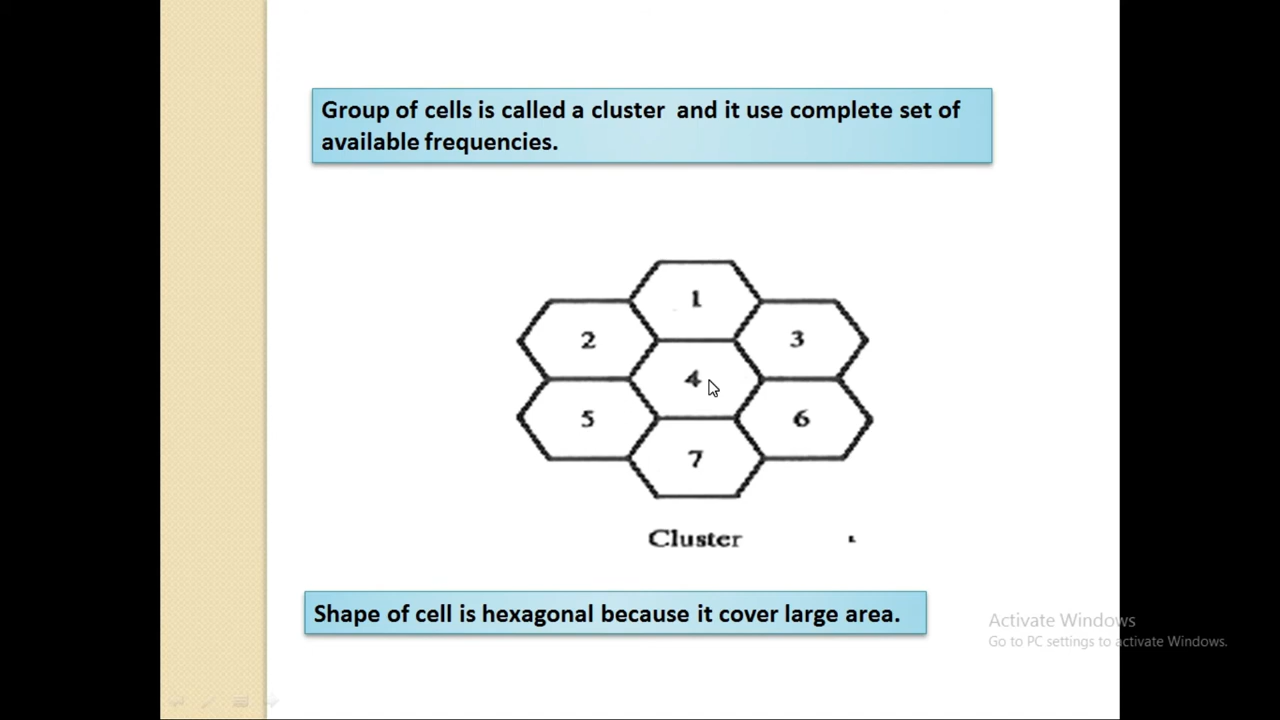 Group of cells is called a cluster and it use complete set of
available frequencies.
1
2
3
4
5
6
7
Cluster
Shape of cell is hexagonal because it cover large area.
Activate Windows
Go to PC settings to activate Windows.